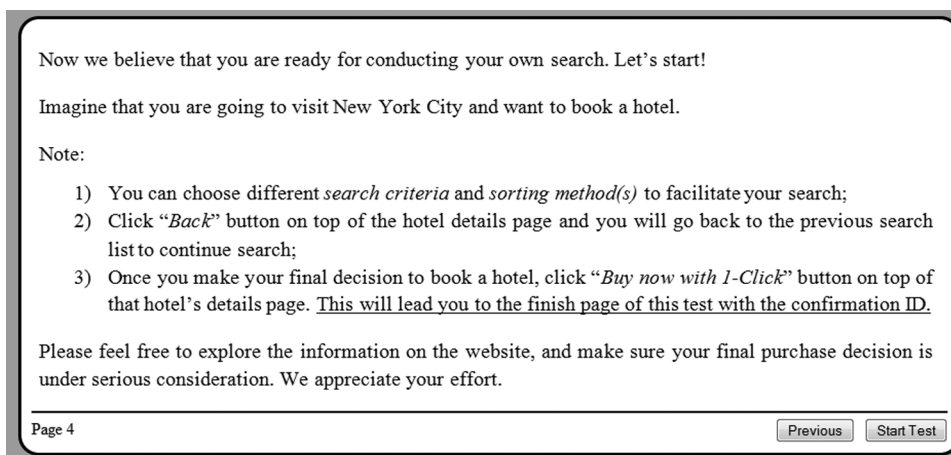 Now we believe that you are ready for conducting your own search. Let's start!
Imagine that you are going to visit New York City and want to book a hotel.
Note:
1) You can choose different search criteria and sorting method(s) to facilitate your search;
2) Click “Back” button on top of the hotel details page and you will go back to the previous search
list to continue search;
3) Once you make your final decision to book a hotel, click “Buy now with 1-Click” button on top of
that hotel's details page. This will lead you to the finish page of this test with the confirmation ID.
Please feel free to explore the information on the website, and make sure your final purchase decision is
under serious consideration. We appreciate your effort.
Page 4 Previous Start Test